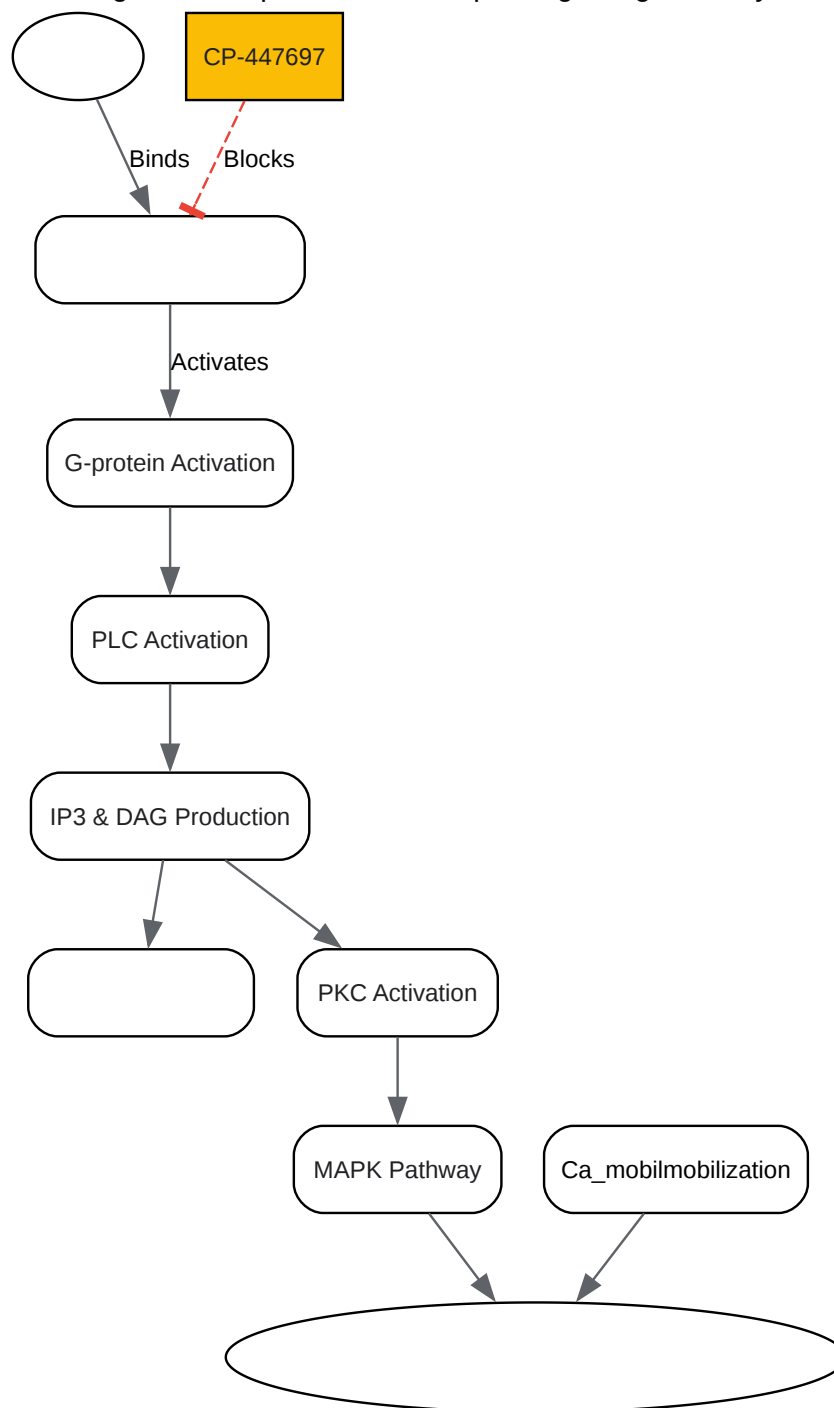 CP-447697
Binds
Blocks
Activates
G-protein Activation
PLC Activation
IP3 & DAG Production
PKC Activation
MAPK Pathway
Ca_mobilmobilization